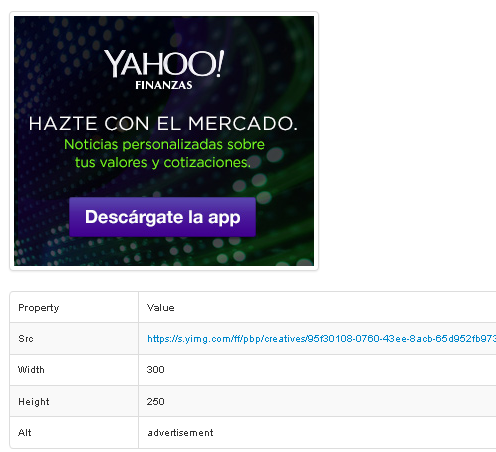 YAHOO!
FINANZAS
HAZTE CON EL MERCADO.
Noticias personalizadas sobre
tus valores y cotizaciones.
Descárgate la app
Property Value
Src https://s.yimg.com/ff/pbp/creatives/95f30108-0760-43ee-8acb-65d952fb973
Width 300
Height 250
Alt advertisement